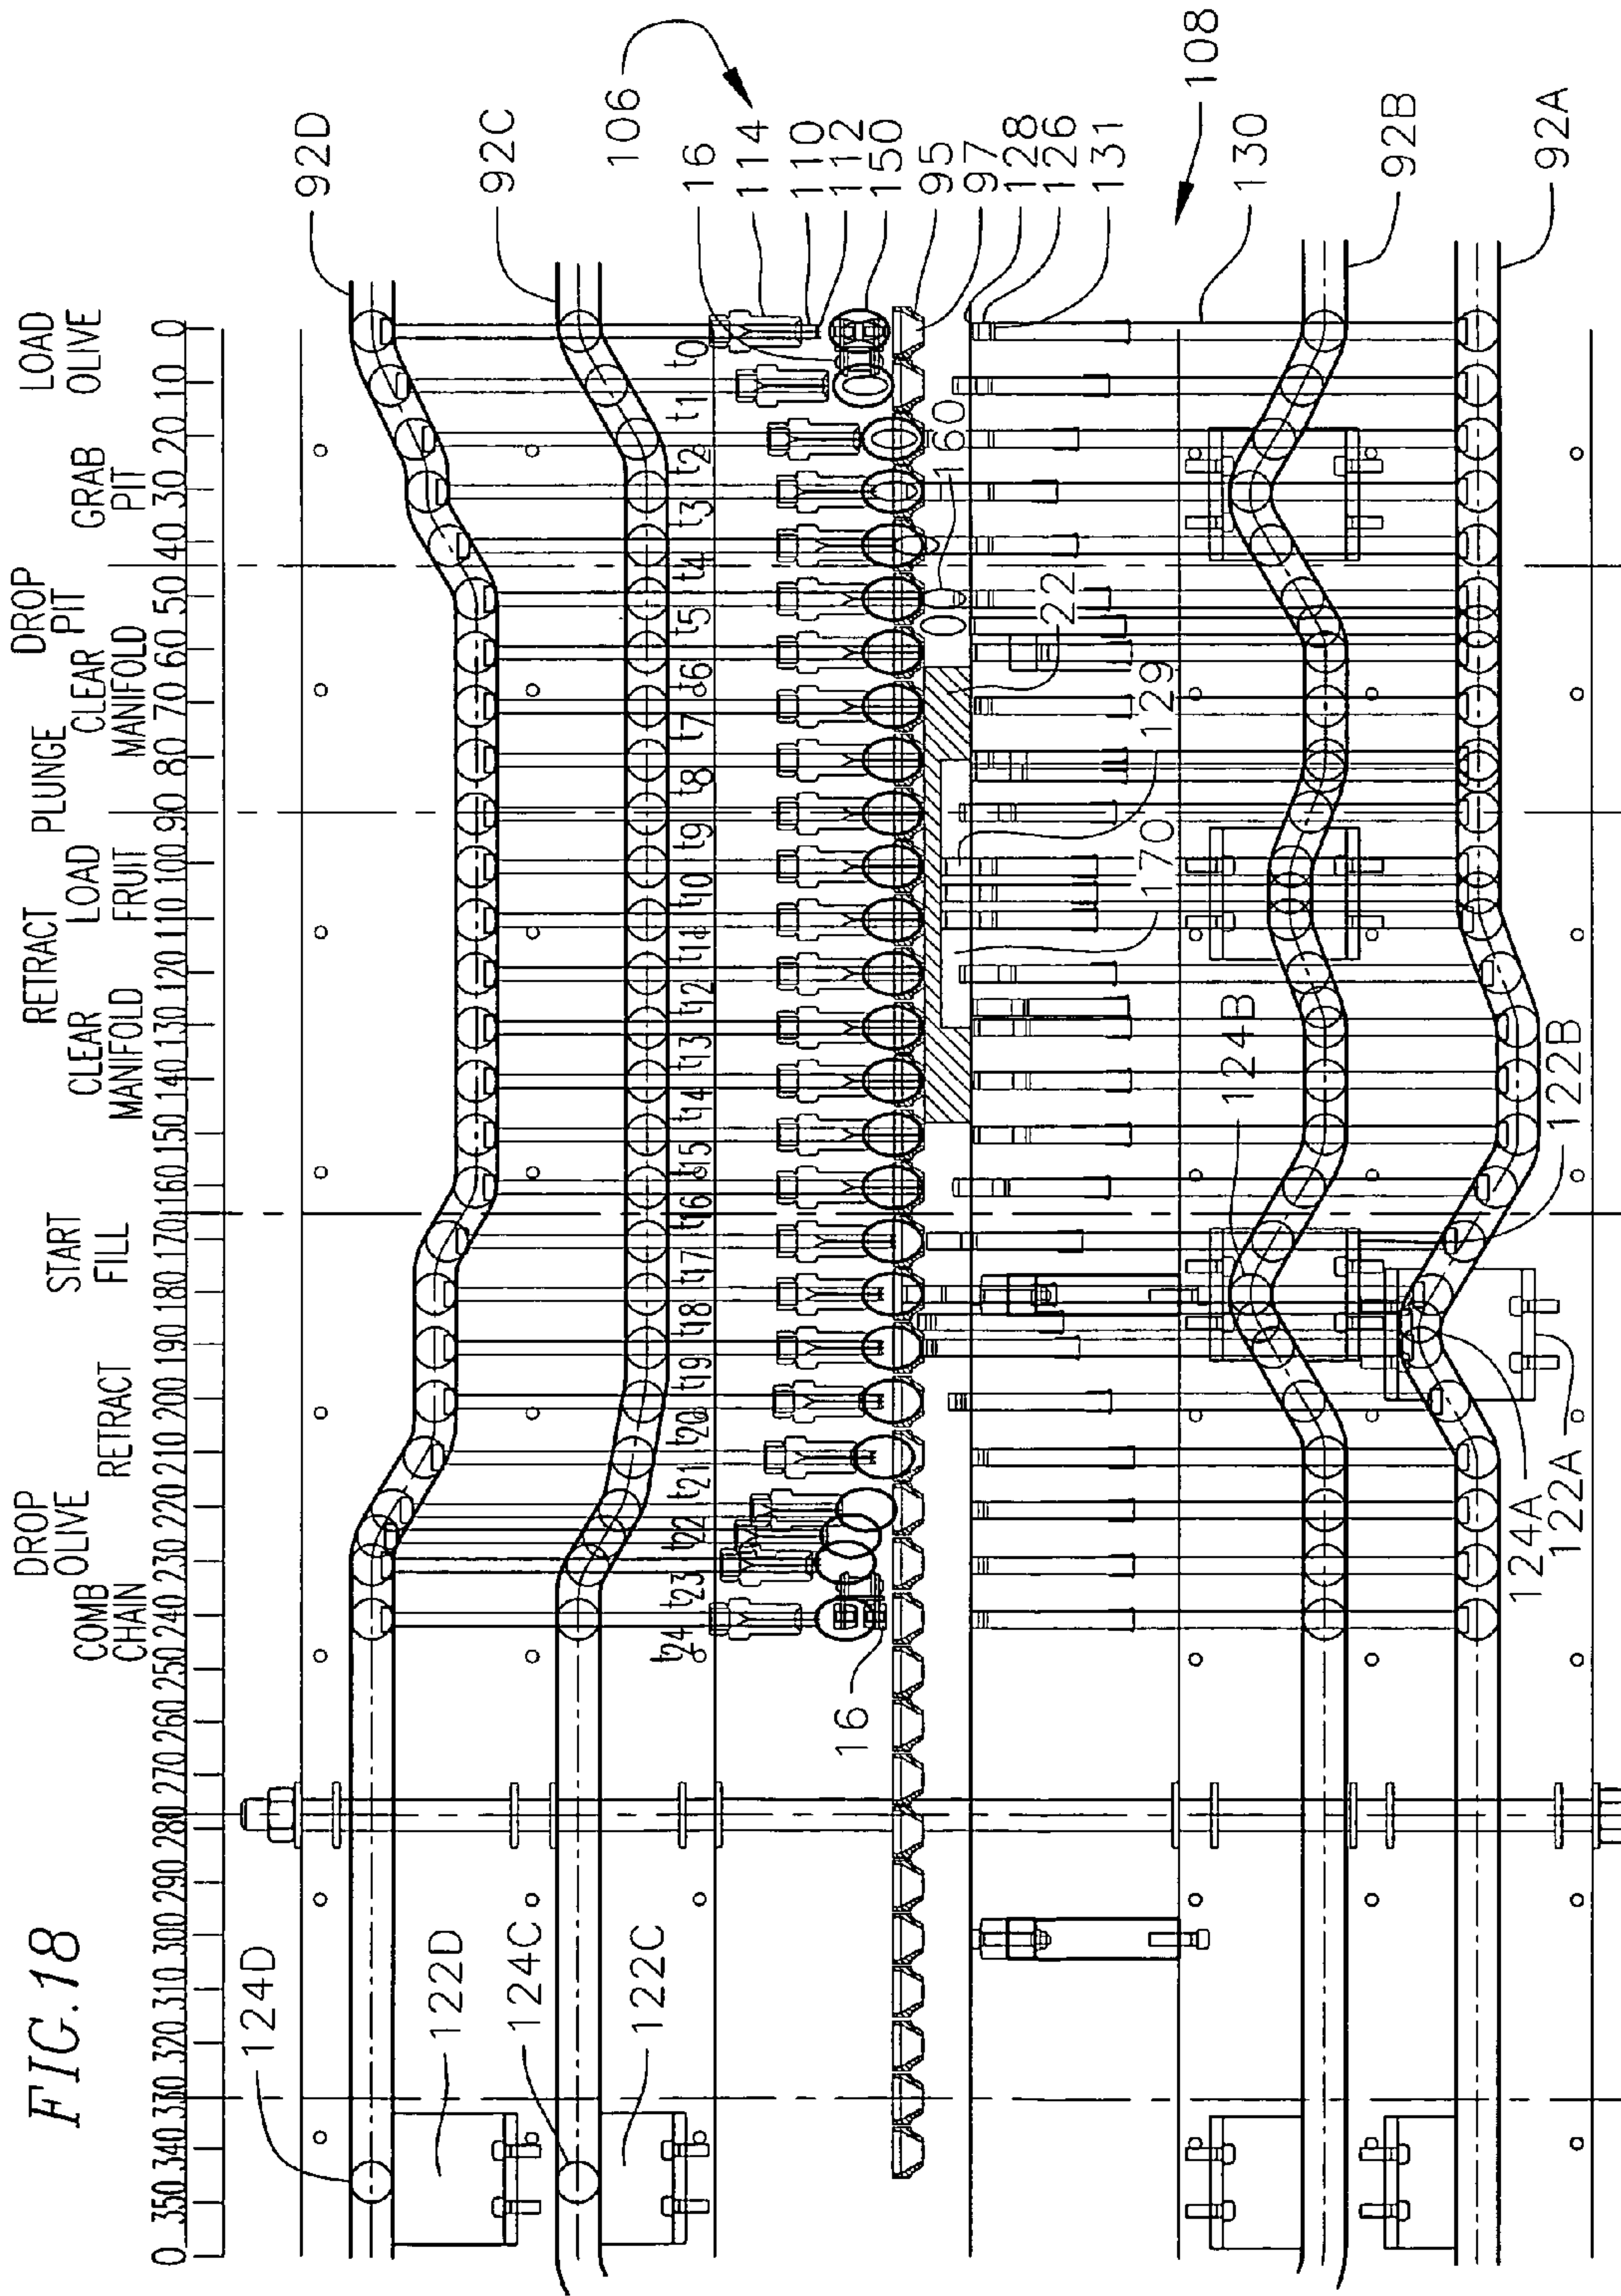 FIG.18
COMB
CHAIN
DROP
OLIVE
RETRACT
START
FILL
CLEAR
MANIFOLD
RETRACT
LOAD
FRUIT
PLUNGE
CLEAR
MANIFOLD
DROP
PIT
GRAB
PIT
LOAD
OLIVE
0 350 340 330 320 310 300 290 280 270 260 250 240 230 220 210 200 190 180 170 160 150 140 130 120 110 100 90 80 70 60 50 40 30 20 10 0
124D
122D
124C
122C
92D
92C
106
16
114
110
112
150
95
97
128
126
131
108
130
92B
92A
t24 t23 t22 t21 t20 t19 t18 t17 t16 t15 t14 t13 t12 t11 t10 t9 t8 t7 t6 t5 t4 t3 t2 t1 t0
16
160
22
129
170
124B
122B
124A
122A